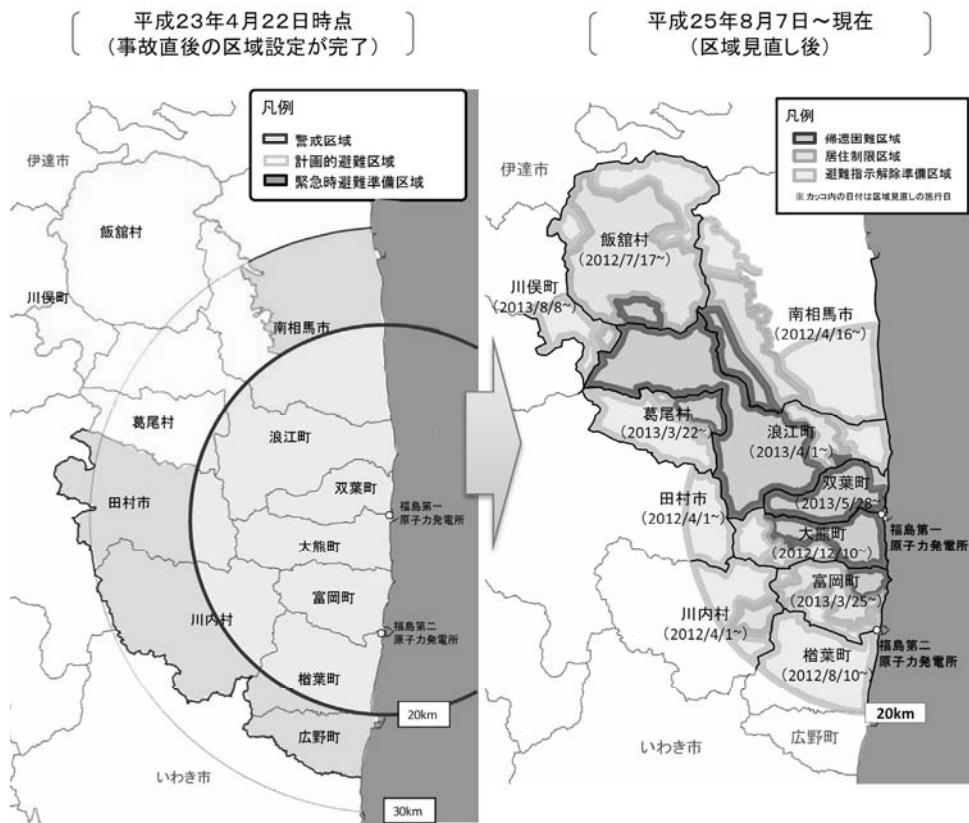 平成23年4月22日時点
(事故直後の区域設定が完了)
凡例
警戒区域
計画的避難区域
緊急時避難準備区域
伊達市
飯舘村
川俣町
南相馬市
葛尾村
浪江町
双葉町
田村市
福島第一
原子力発電所
大熊町
富岡町
川内村
福島第二
原子力発電所
楢葉町
20km
広野町
いわき市
30km
平成25年8月7日~現在
(区域見直し後)
凡例
帰還困難区域
居住制限区域
避難指示解除準備区域
※ カッコ内の日付は区域見直しの施行日
伊達市
飯舘村
(2012/7/17~)
川俣町
(2013/8/8~)
南相馬市
(2012/4/16~)
葛尾村
(2013/3/22~)
浪江町
(2013/4/1~)
田村市
(2012/4/1~)
双葉町
(2013/5/28~)
福島第一
原子力発電所
大熊町
(2012/12/10~)
富岡町
(2013/3/25~)
川内村
(2012/4/1~)
福島第二
原子力発電所
楢葉町
(2012/8/10~)
20km
広野町
いわき市